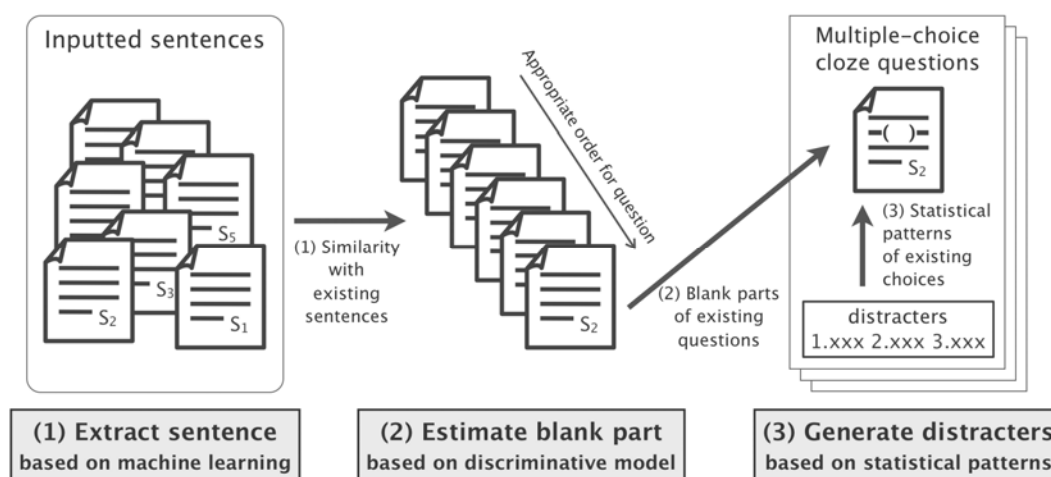 Inputted sentences
S5
S3
S2
S1
(1) Similarity
with
existing
sentences
Appropriate order for question
S2
(2) Blank parts
of existing
questions
Multiple-choice
cloze questions
( )
S2
(3) Statistical
patterns
of existing
choices
distracters
1.xxx 2.xxx 3.xxx
(1) Extract sentence
based on machine learning
(2) Estimate blank part
based on discriminative model
(3) Generate distracters
based on statistical patterns